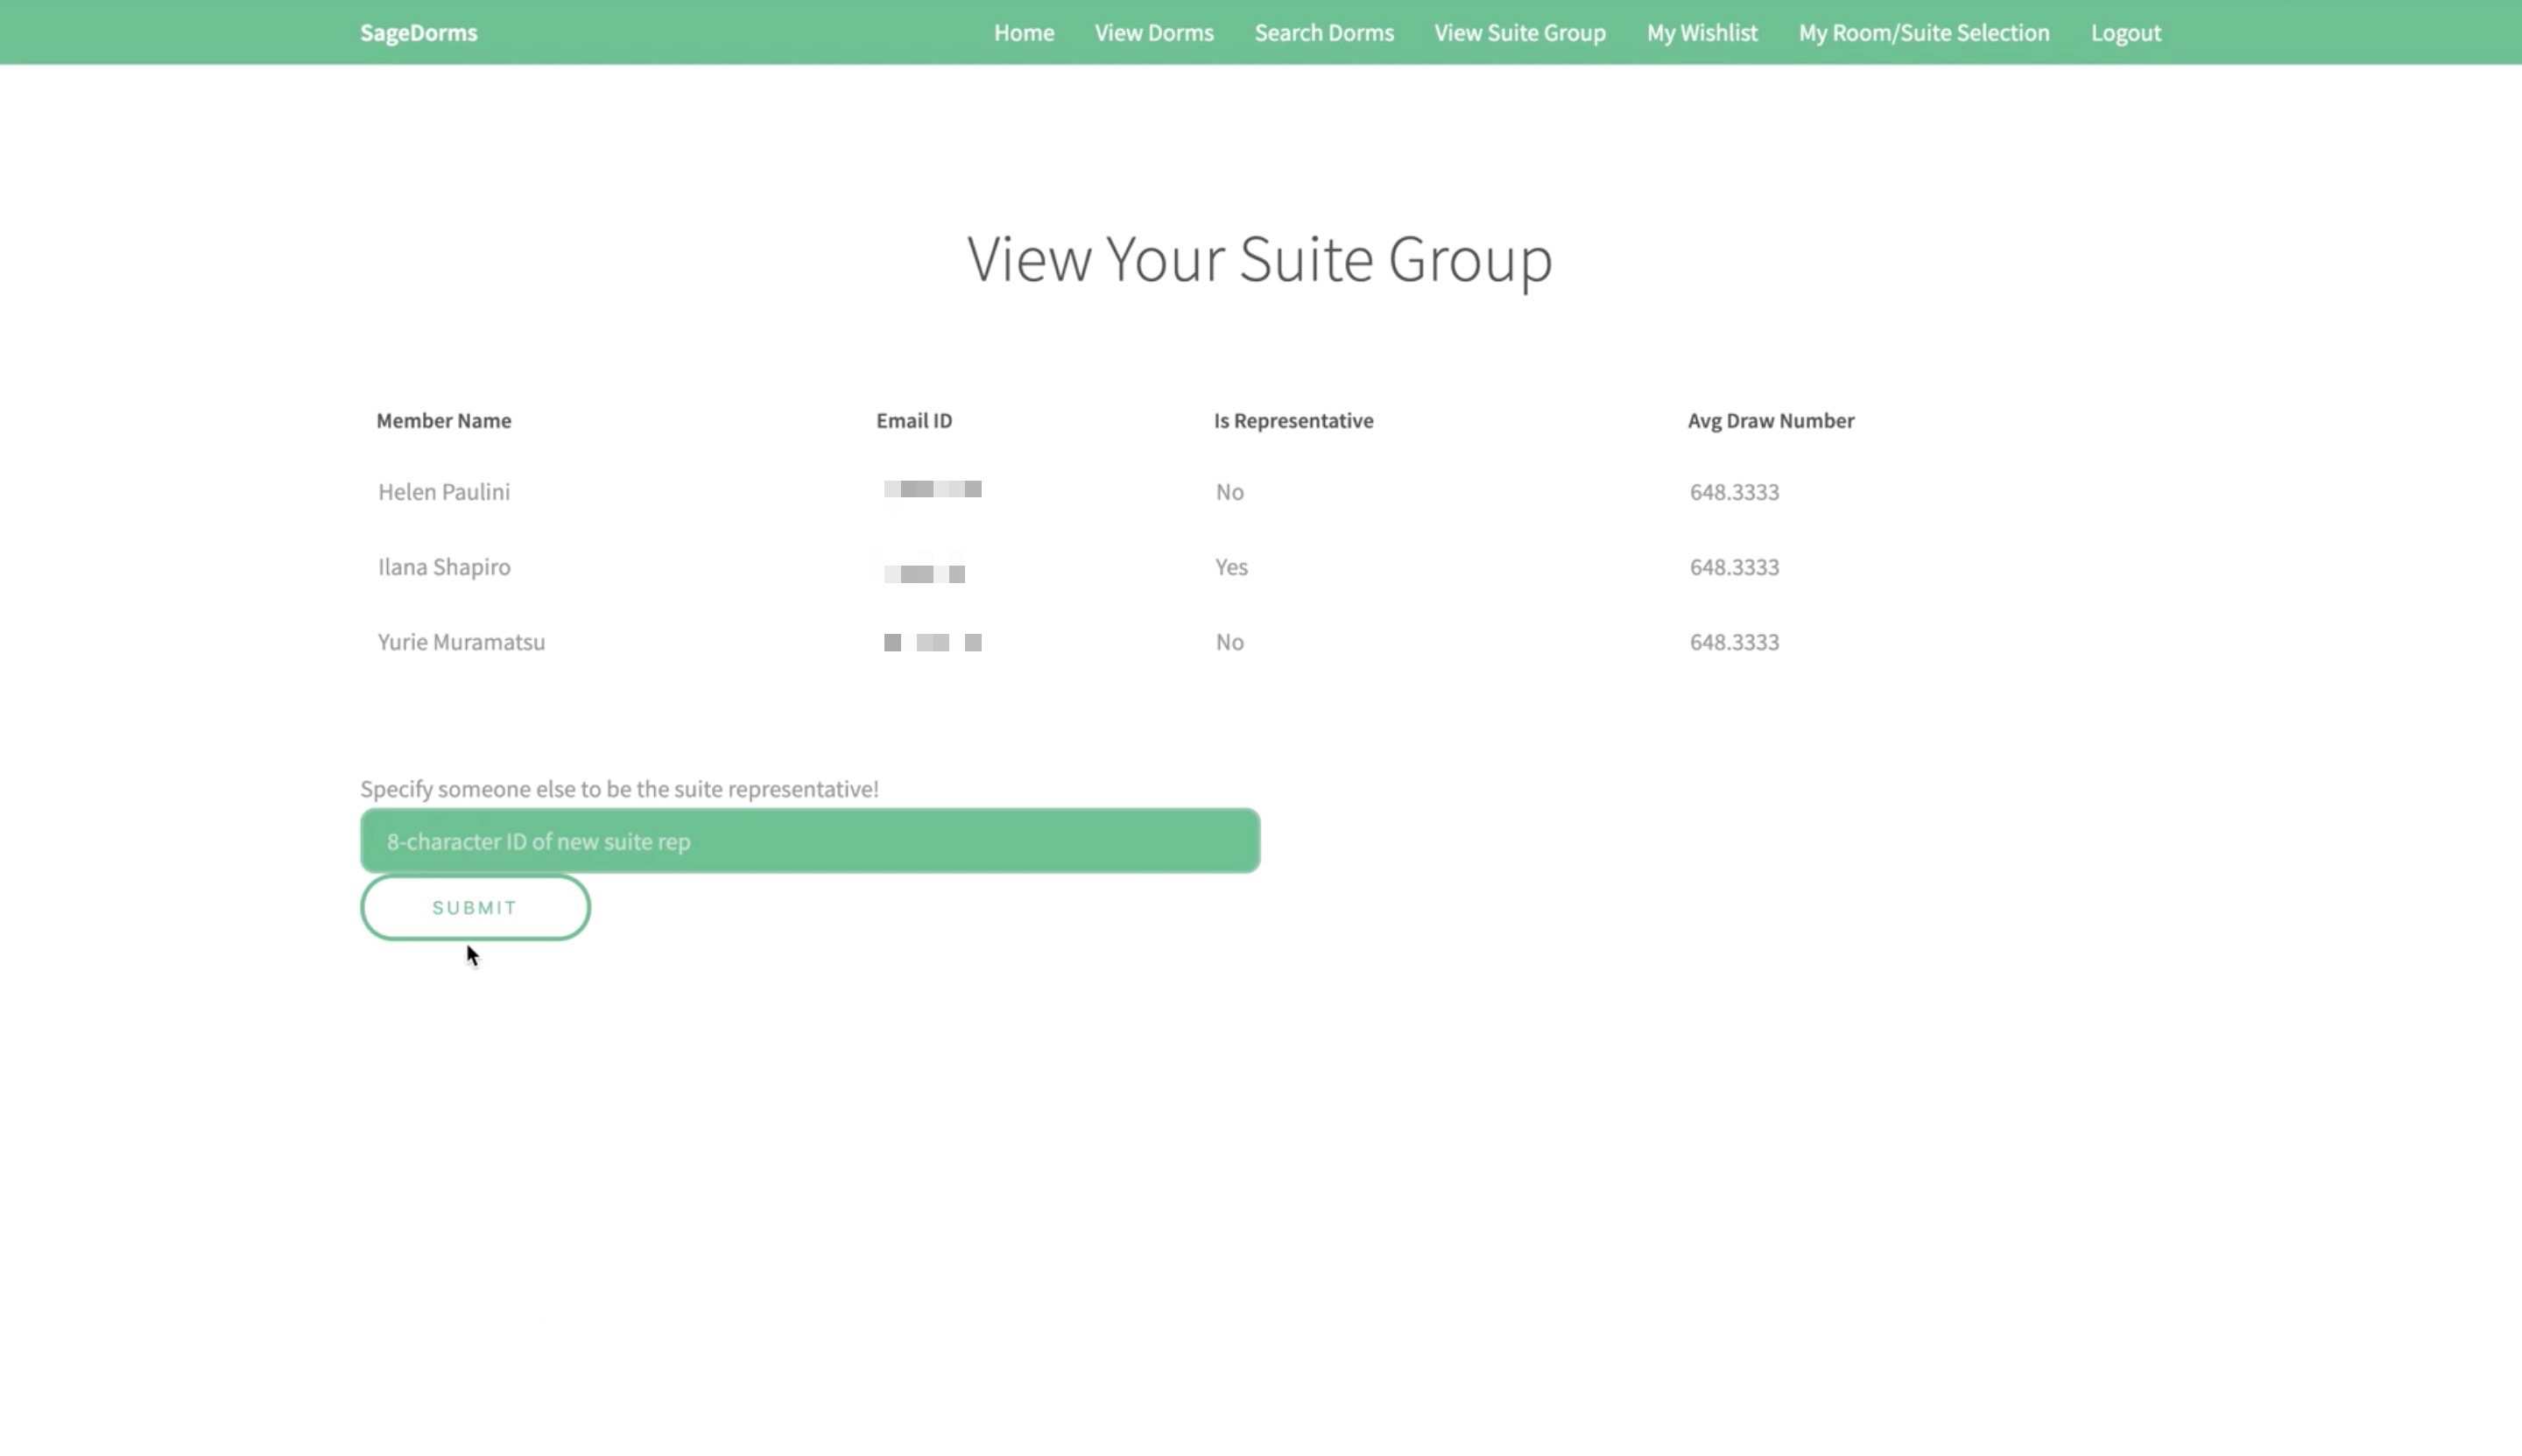 SageDorms Home View Dorms Search Dorms View Suite Group My Wishlist My Room/Suite Selection Logout
View Your Suite Group
Member Name Email ID Is Representative Avg Draw Number
Helen Paulini No 648.3333
Ilana Shapiro Yes 648.3333
Yurie Muramatsu No 648.3333
Specify someone else to be the suite representative!
8-character ID of new suite rep
SUBMIT